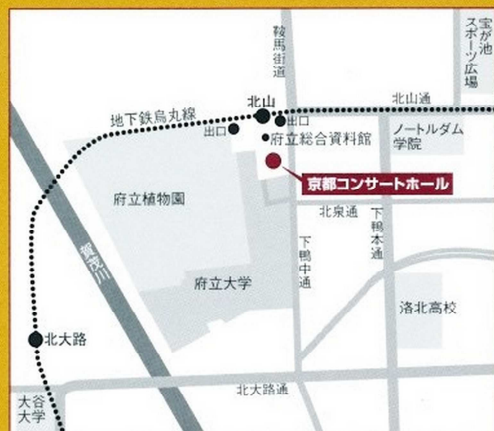 鞍馬街道
宝が池
スポーツ広場
北山
北山通
地下鉄烏丸線
出口
出口
府立総合資料館
ノートルダム
学院
京都コンサートホール
府立植物園
北泉通
下鴨本通
下鴨中通
賀茂川
府立大学
洛北高校
北大路
北大路通
大谷
大学